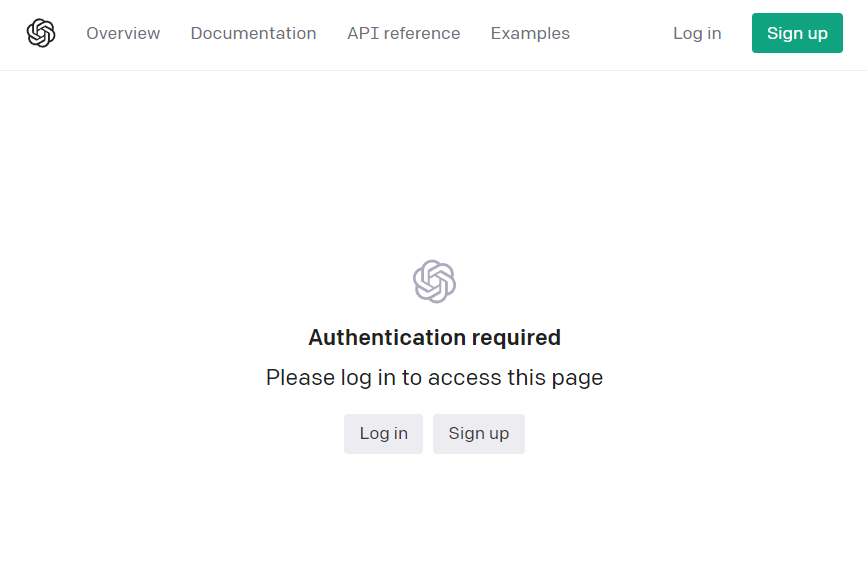 Overview Documentation API reference Examples Log in Sign up
Authentication required
Please log in to access this page
Log in Sign up